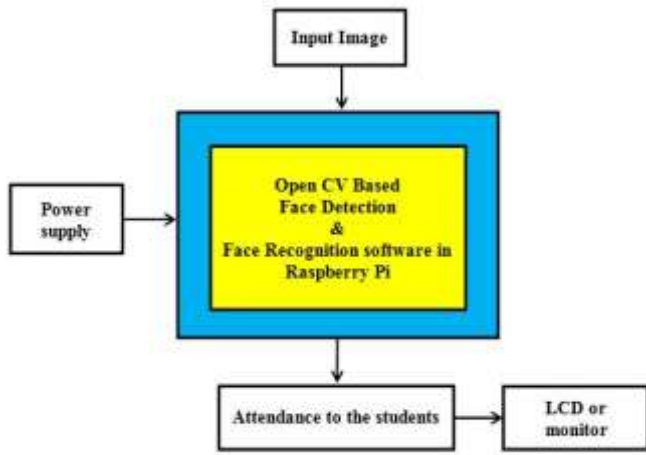 Input Image
Power
supply
Open CV Based
Face Detection
&
Face Recognition software in
Raspberry Pi
Attendance to the students
LCD or
monitor